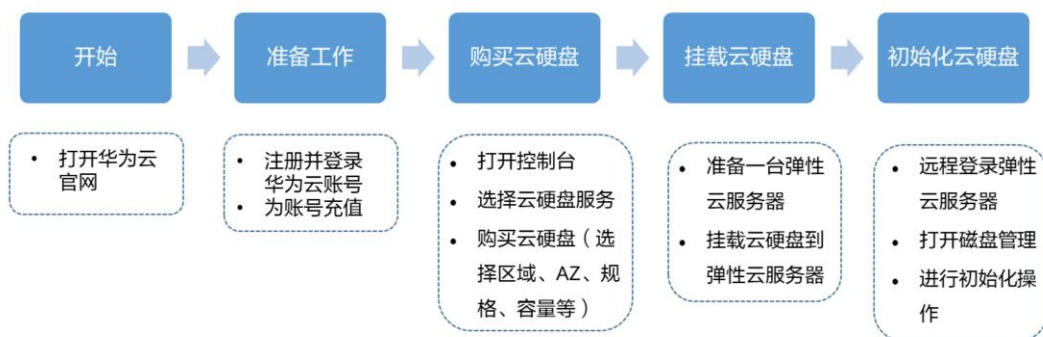 开始
准备工作
购买云硬盘
挂载云硬盘
初始化云硬盘
• 打开华为云
官网
• 注册并登录
华为云账号
• 为账号充值
• 打开控制台
• 选择云硬盘服务
• 购买云硬盘（选
择区域、AZ、规
格、容量等）
• 准备一台弹性
云服务器
• 挂载云硬盘到
弹性云服务器
• 远程登录弹性
云服务器
• 打开磁盘管理
• 进行初始化操
作